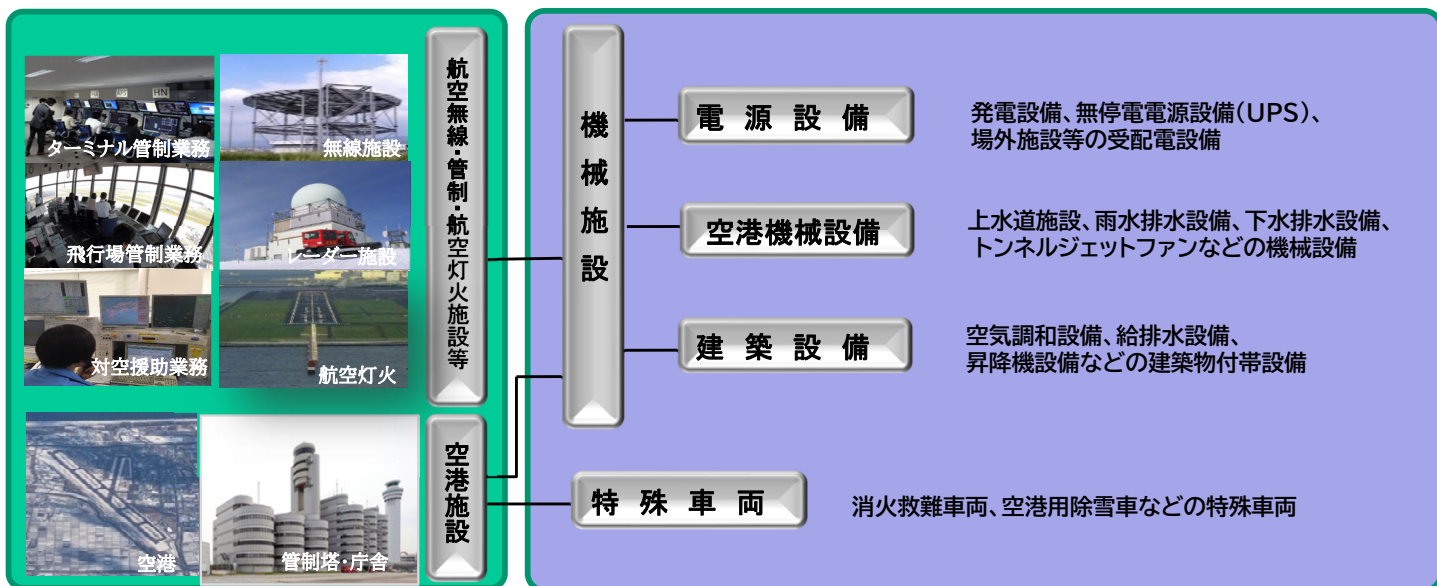 HN
ターミナル管制業務
無線施設
飛行場管制業務
レーダー施設
対空援助業務
航空灯火
空港
管制塔・庁舎
航空無線・管制・航空灯火施設等
空港施設
機械施設
電源設備
発電設備、無停電電源設備(UPS)、
場外施設等の受配電設備
空港機械設備
上水道施設、雨水排水設備、下水排水設備、
トンネルジェットファンなどの機械設備
建築設備
空気調和設備、給排水設備、
昇降機設備などの建築物付帯設備
特殊車両
消火救難車両、空港用除雪車などの特殊車両